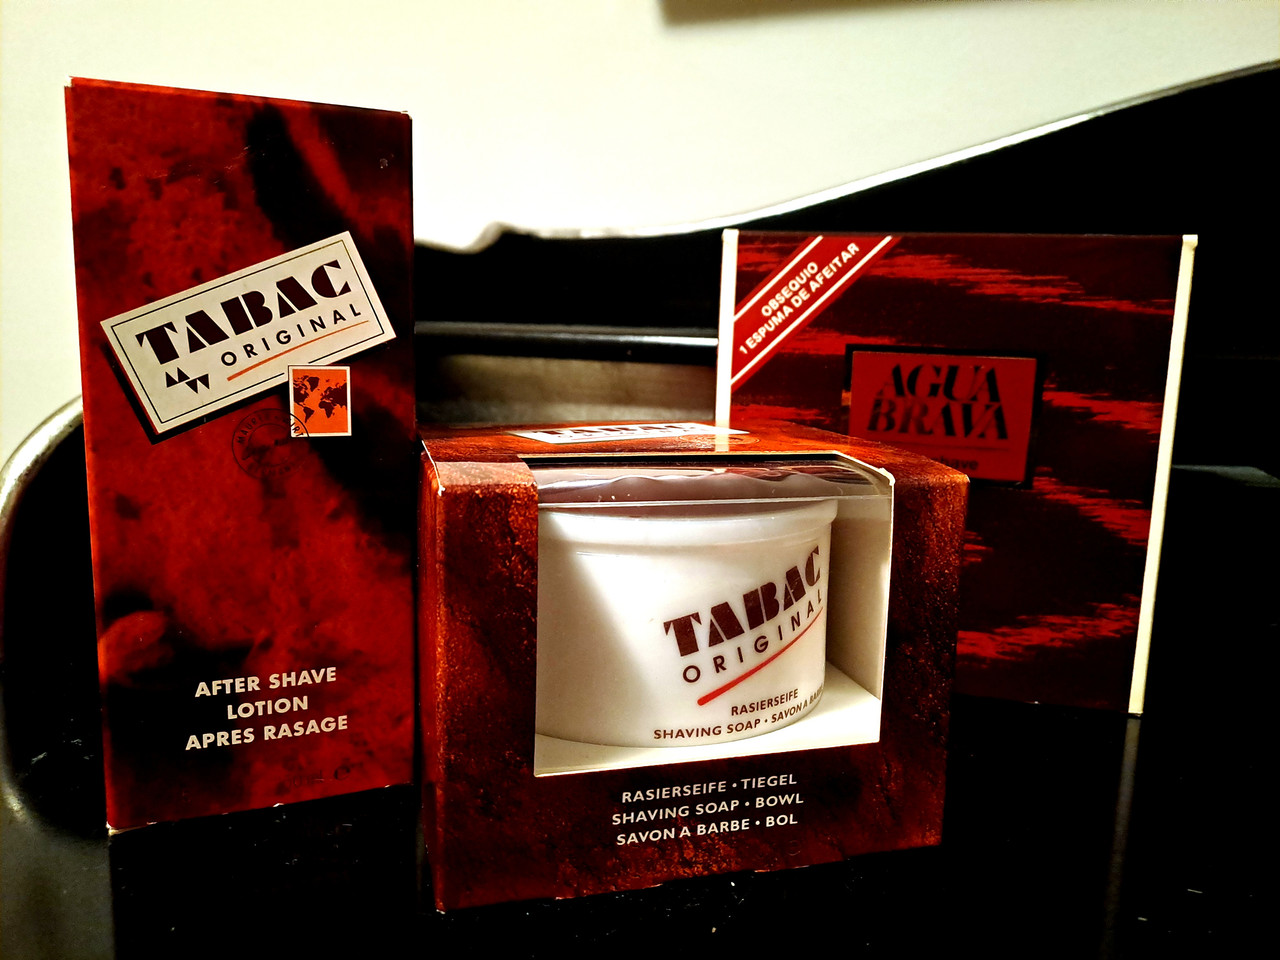 TABAC
ORIGINAL
AFTER SHAVE
LOTION
APRES RASAGE
TABAC
ORIGINAL
RASIERSEIFE
SHAVING SOAP • SAVON A
RASIERSEIFE • TIEGEL
SHAVING SOAP • BOWL
SAVON A BARBE • BOL
OBSEQUIO
1 ESPUMA DE AFEITAR
AGUA
BRAVA